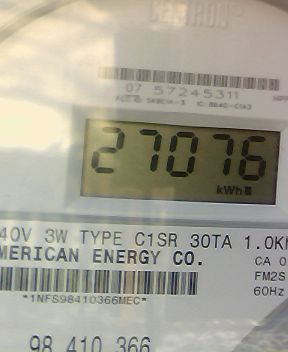 CENTRON
07 57245311
27076
kWh
40V 3W TYPE C1SR 30TA 1.0K
MERICAN ENERGY CO.
CA 0
FM2S
60Hz
*1NFS98410366MEC*
98 410 366